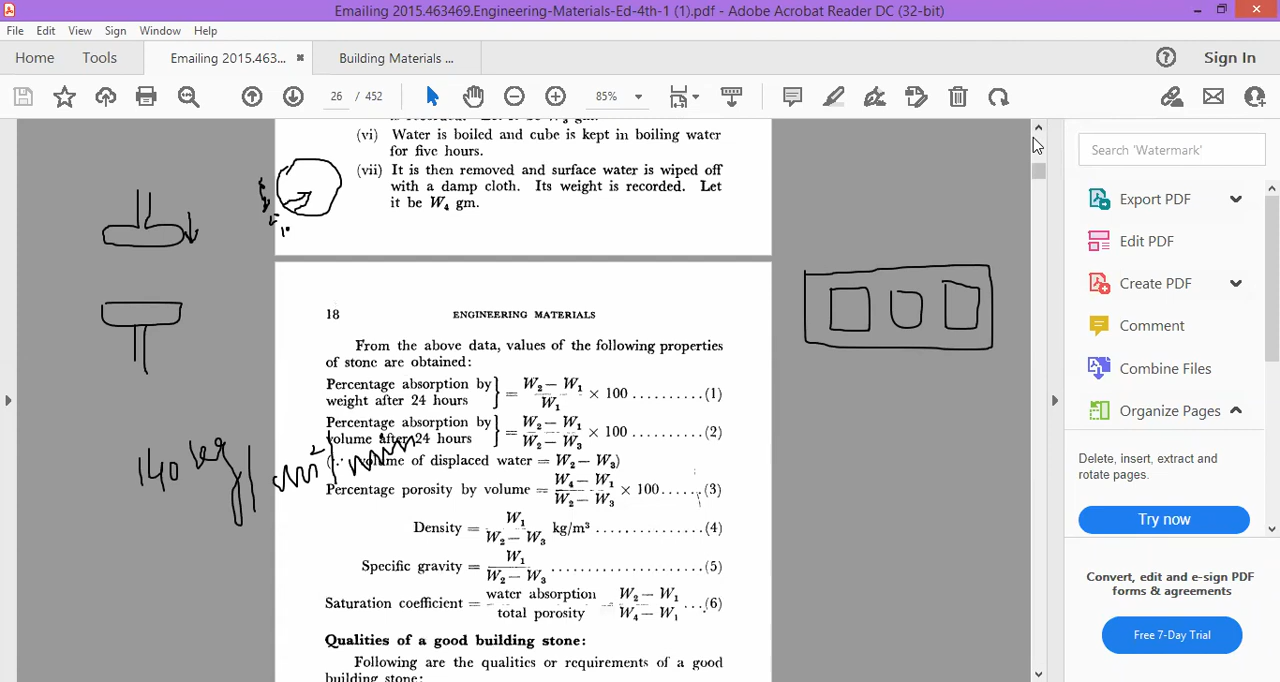 Emailing 2015.463469.Engineering-Materials-Ed-4th-1 (1).pdf - Adobe Acrobat Reader DC (32-bit)
File Edit View Sign Window Help
Home Tools Emailing 2015.463... × Building Materials ... Sign In
26 / 452 85%
(vi) Water is boiled and cube is kept in boiling water
for five hours.
(vii) It is then removed and surface water is wiped off
with a damp cloth. Its weight is recorded. Let
it be W₄ gm.
18 ENGINEERING MATERIALS
From the above data, values of the following properties
of stone are obtained:
Percentage absorption by
weight after 24 hours } = W₂ − W₁ / W₁ × 100 ..........(1)
Percentage absorption by
volume after 24 hours } = W₂ − W₁ / W₂ − W₃ × 100 ..........(2)
(∵ volume of displaced water = W₂ − W₃)
Percentage porosity by volume = W₄ − W₁ / W₂ − W₃ × 100......(3)
Density = W₁ / W₂ − W₃ kg/m³ ...............(4)
Specific gravity = W₁ / W₂ − W₃ .....................(5)
Saturation coefficient = water absorption / total porosity = W₂ − W₁ / W₄ − W₁ ...(6)
Qualities of a good building stone:
Following are the qualities or requirements of a good
building stone:
140 kg/cm²/min
Search 'Watermark'
Export PDF
Edit PDF
Create PDF
Comment
Combine Files
Organize Pages
Delete, insert, extract and
rotate pages.
Try now
Convert, edit and e-sign PDF
forms & agreements
Free 7-Day Trial